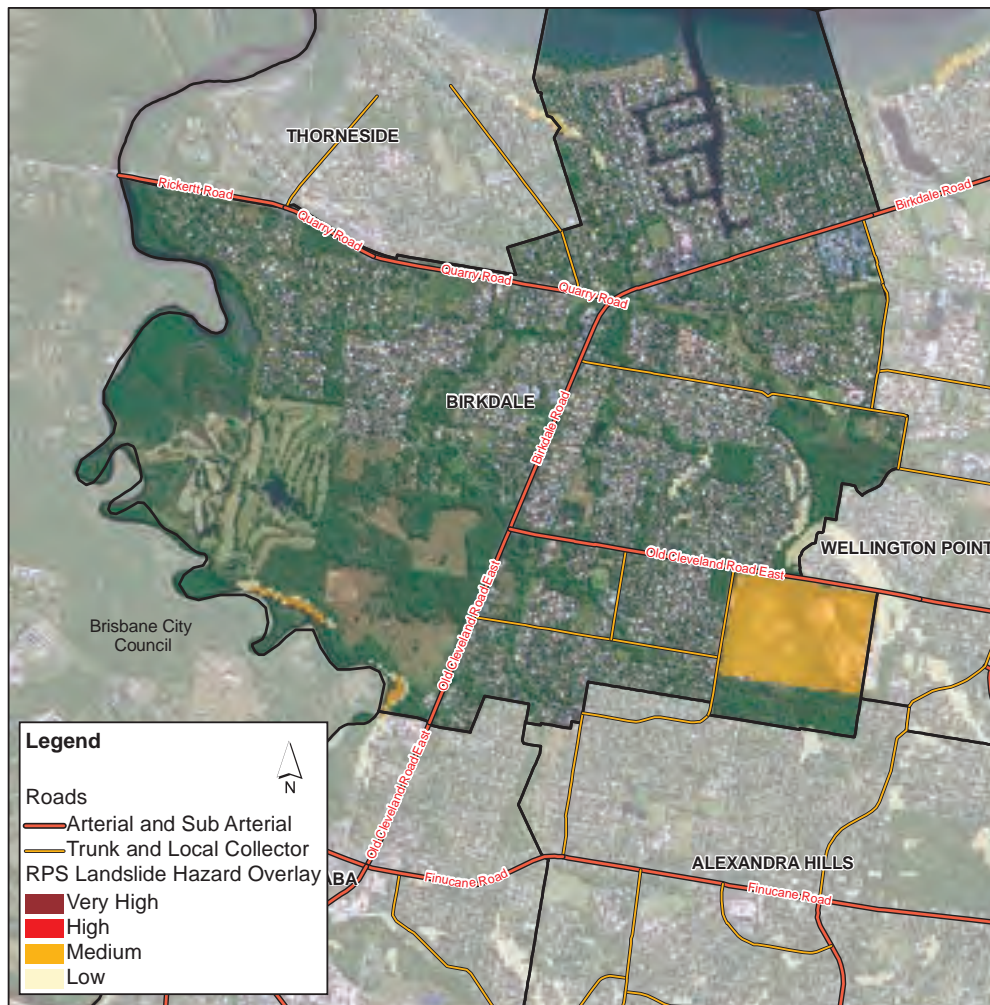 THORNESIDE
Rickertt Road
Quarry Road
Quarry Road
Quarry Road
Birkdale Road
BIRKDALE
Birkdale Road
Old Cleveland Road East
WELLINGTON POINT
Old Cleveland Road East
Brisbane City
Council
Old Cleveland Road East
ABA
Finucane Road
ALEXANDRA HILLS
Finucane Road
Legend
N
Roads
Arterial and Sub Arterial
Trunk and Local Collector
RPS Landslide Hazard Overlay
Very High
High
Medium
Low